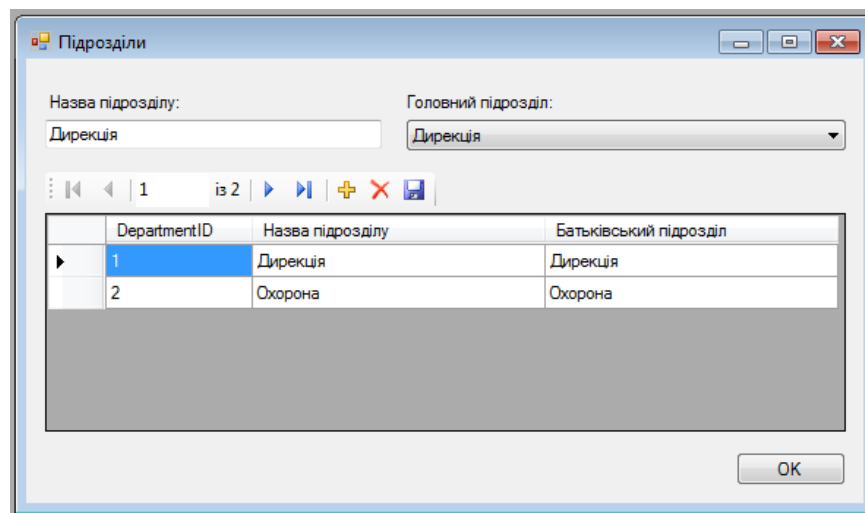 Підрозділи
Назва підрозділу: Головний підрозділ:
Дирекція Дирекція
1 із 2
DepartmentID Назва підрозділу Батьківський підрозділ
1 Дирекція Дирекція
2 Охорона Охорона
OK